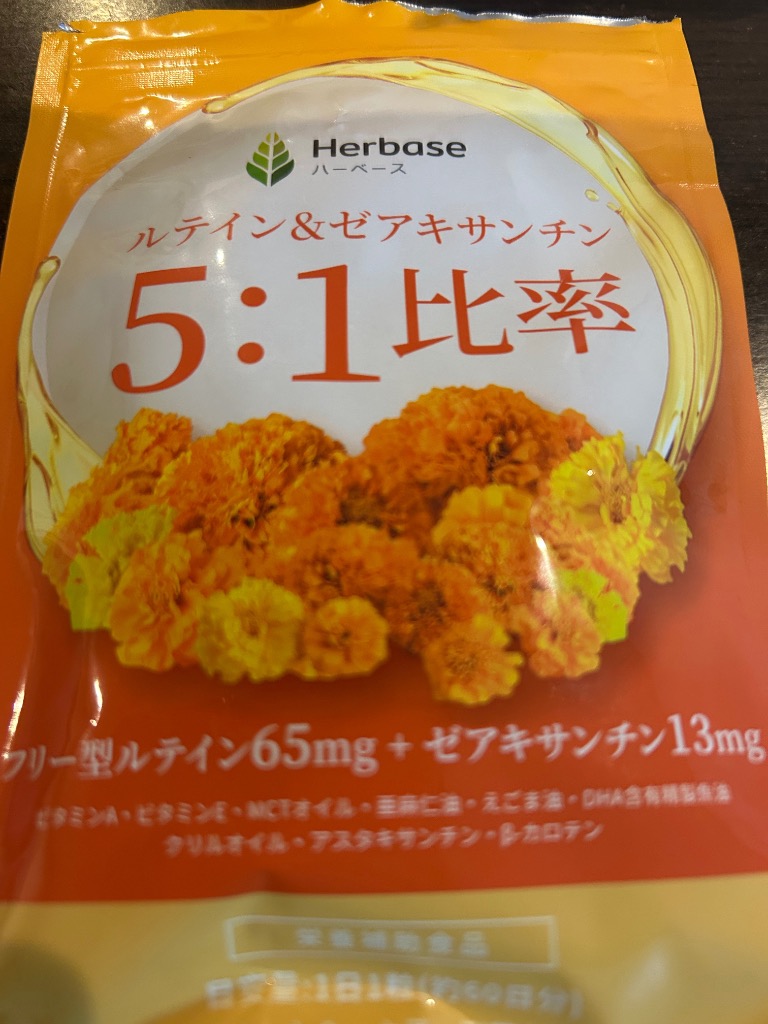 Herbase
ハーベース
ルテイン&ゼアキサンチン
5:1比率
フリー型ルテイン65mg + ゼアキサンチン13mg
ビタミンA・ビタミンE・MCTオイル・亜麻仁油・えごま油・DHA含有精製魚油
クリルオイル・アスタキサンチン・β-カロテン
栄養補助食品
目安量:1日1粒(約60日分)